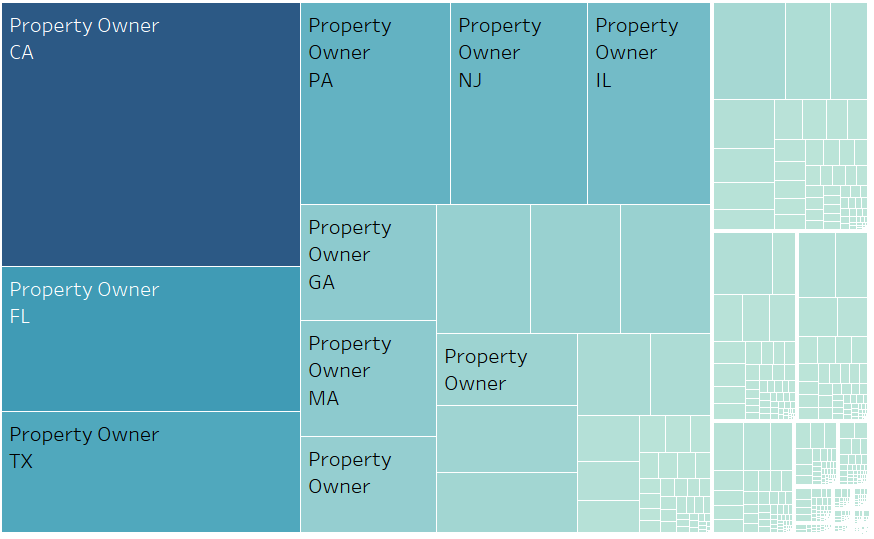 Property Owner
CA
Property Owner
FL
Property Owner
TX
Property
Owner
PA
Property
Owner
NJ
Property
Owner
IL
Property
Owner
GA
Property
Owner
MA
Property
Owner
Property
Owner